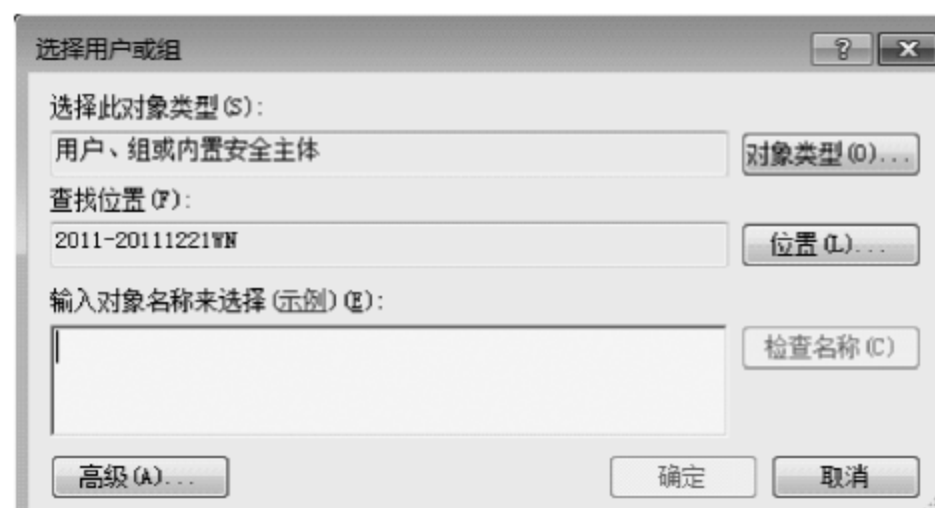 选择用户或组
选择此对象类型(S):
用户、组或内置安全主体
对象类型(O)...
查找位置(F):
2011-20111221WN
位置(L)...
输入对象名称来选择(示例)(E):
检查名称(C)
高级(A)...
确定
取消